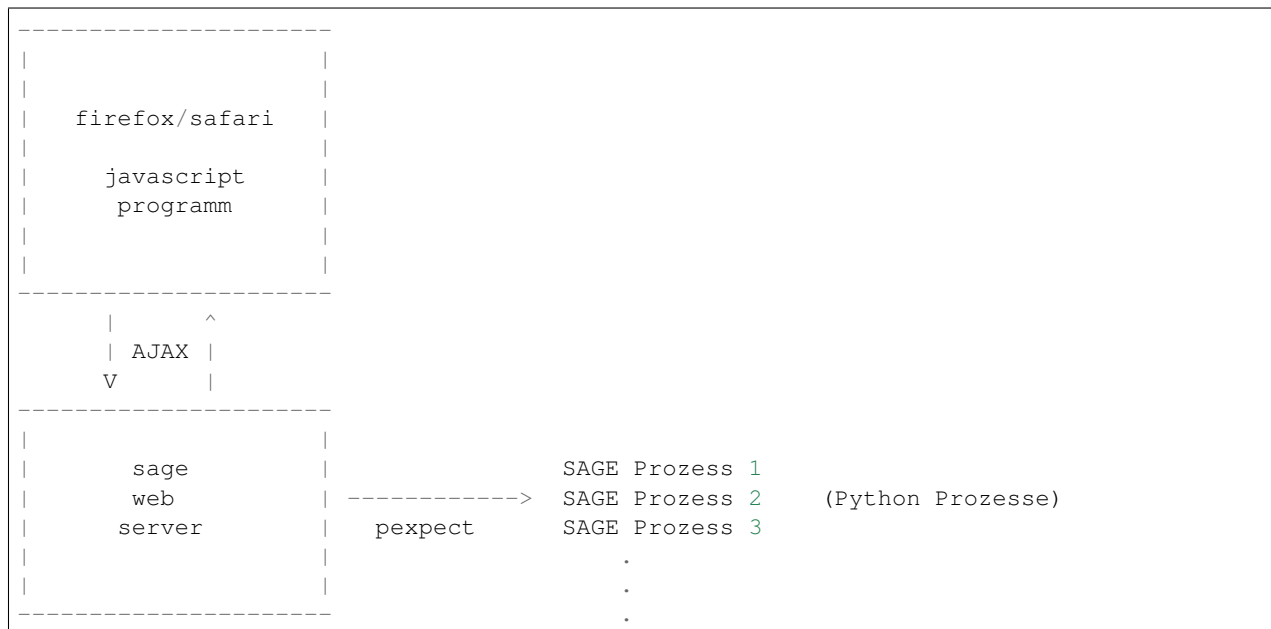 ----------------------
|                    |
|                    |
|   firefox/safari   |
|                    |
|     javascript     |
|      programm      |
|                    |
|                    |
----------------------
      |      ^
      | AJAX |
      V      |
----------------------
|                    |
|       sage         |                SAGE Prozess 1
|       web          | ------------>  SAGE Prozess 2    (Python Prozesse)
|      server        |   pexpect      SAGE Prozess 3
|                    |                    .
|                    |                    .
----------------------                    .